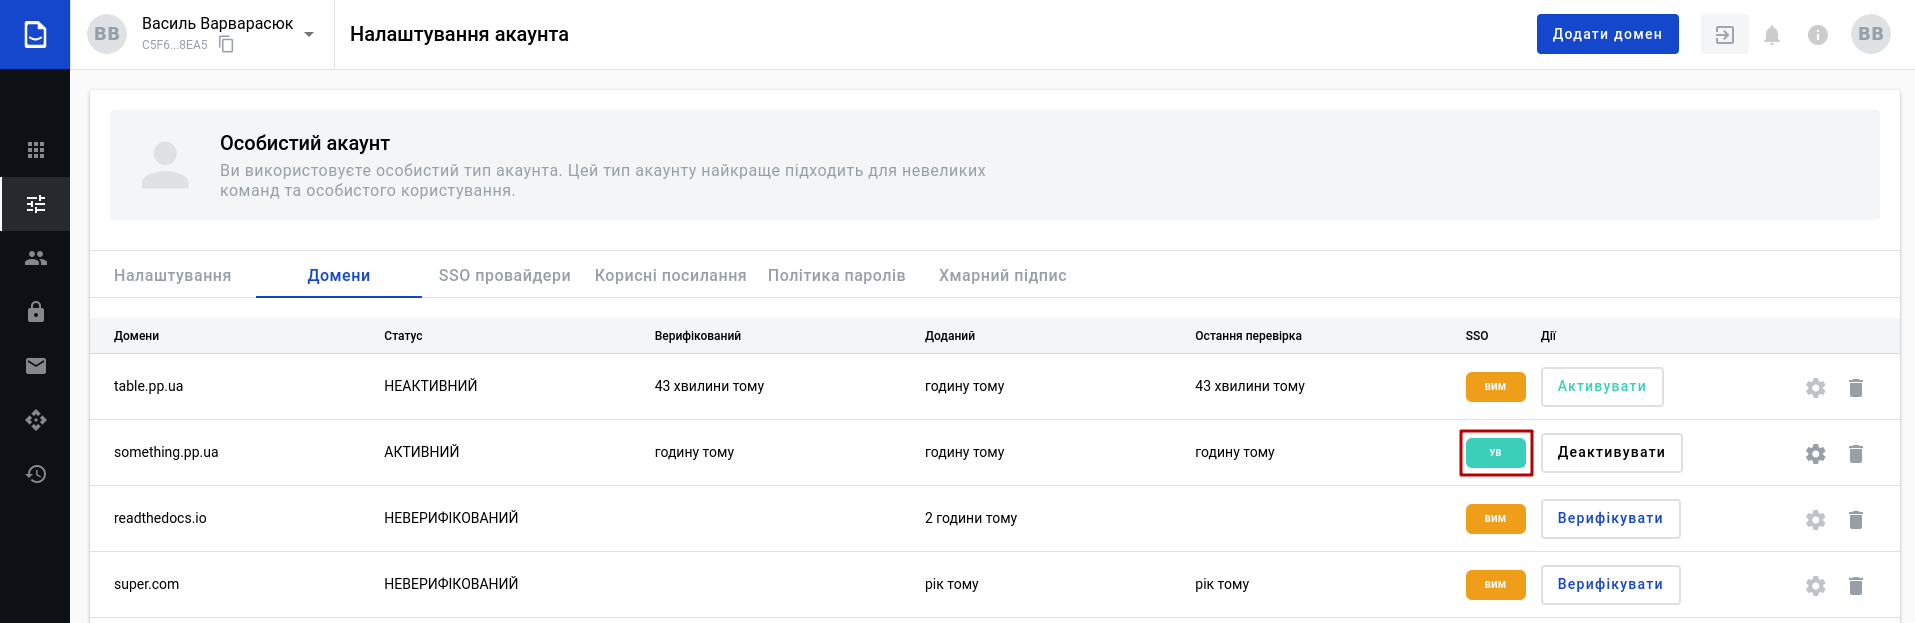 ВВ Василь Варварасюк Налаштування акаунта Додати домен ВВ
C5F6...8EA5
Особистий акаунт
Ви використовуєте особистий тип акаунта. Цей тип акаунту найкраще підходить для невеликих
команд та особистого користування.
Налаштування Домени SSO провайдери Корисні посилання Політика паролів Хмарний підпис
Домени Статус Верифікований Доданий Остання перевірка SSO Дії
table.pp.ua НЕАКТИВНИЙ 43 хвилини тому годину тому 43 хвилини тому ВИМ Активувати
something.pp.ua АКТИВНИЙ годину тому годину тому годину тому УВ Деактивувати
readthedocs.io НЕВЕРИФІКОВАНИЙ 2 години тому ВИМ Верифікувати
super.com НЕВЕРИФІКОВАНИЙ рік тому рік тому ВИМ Верифікувати